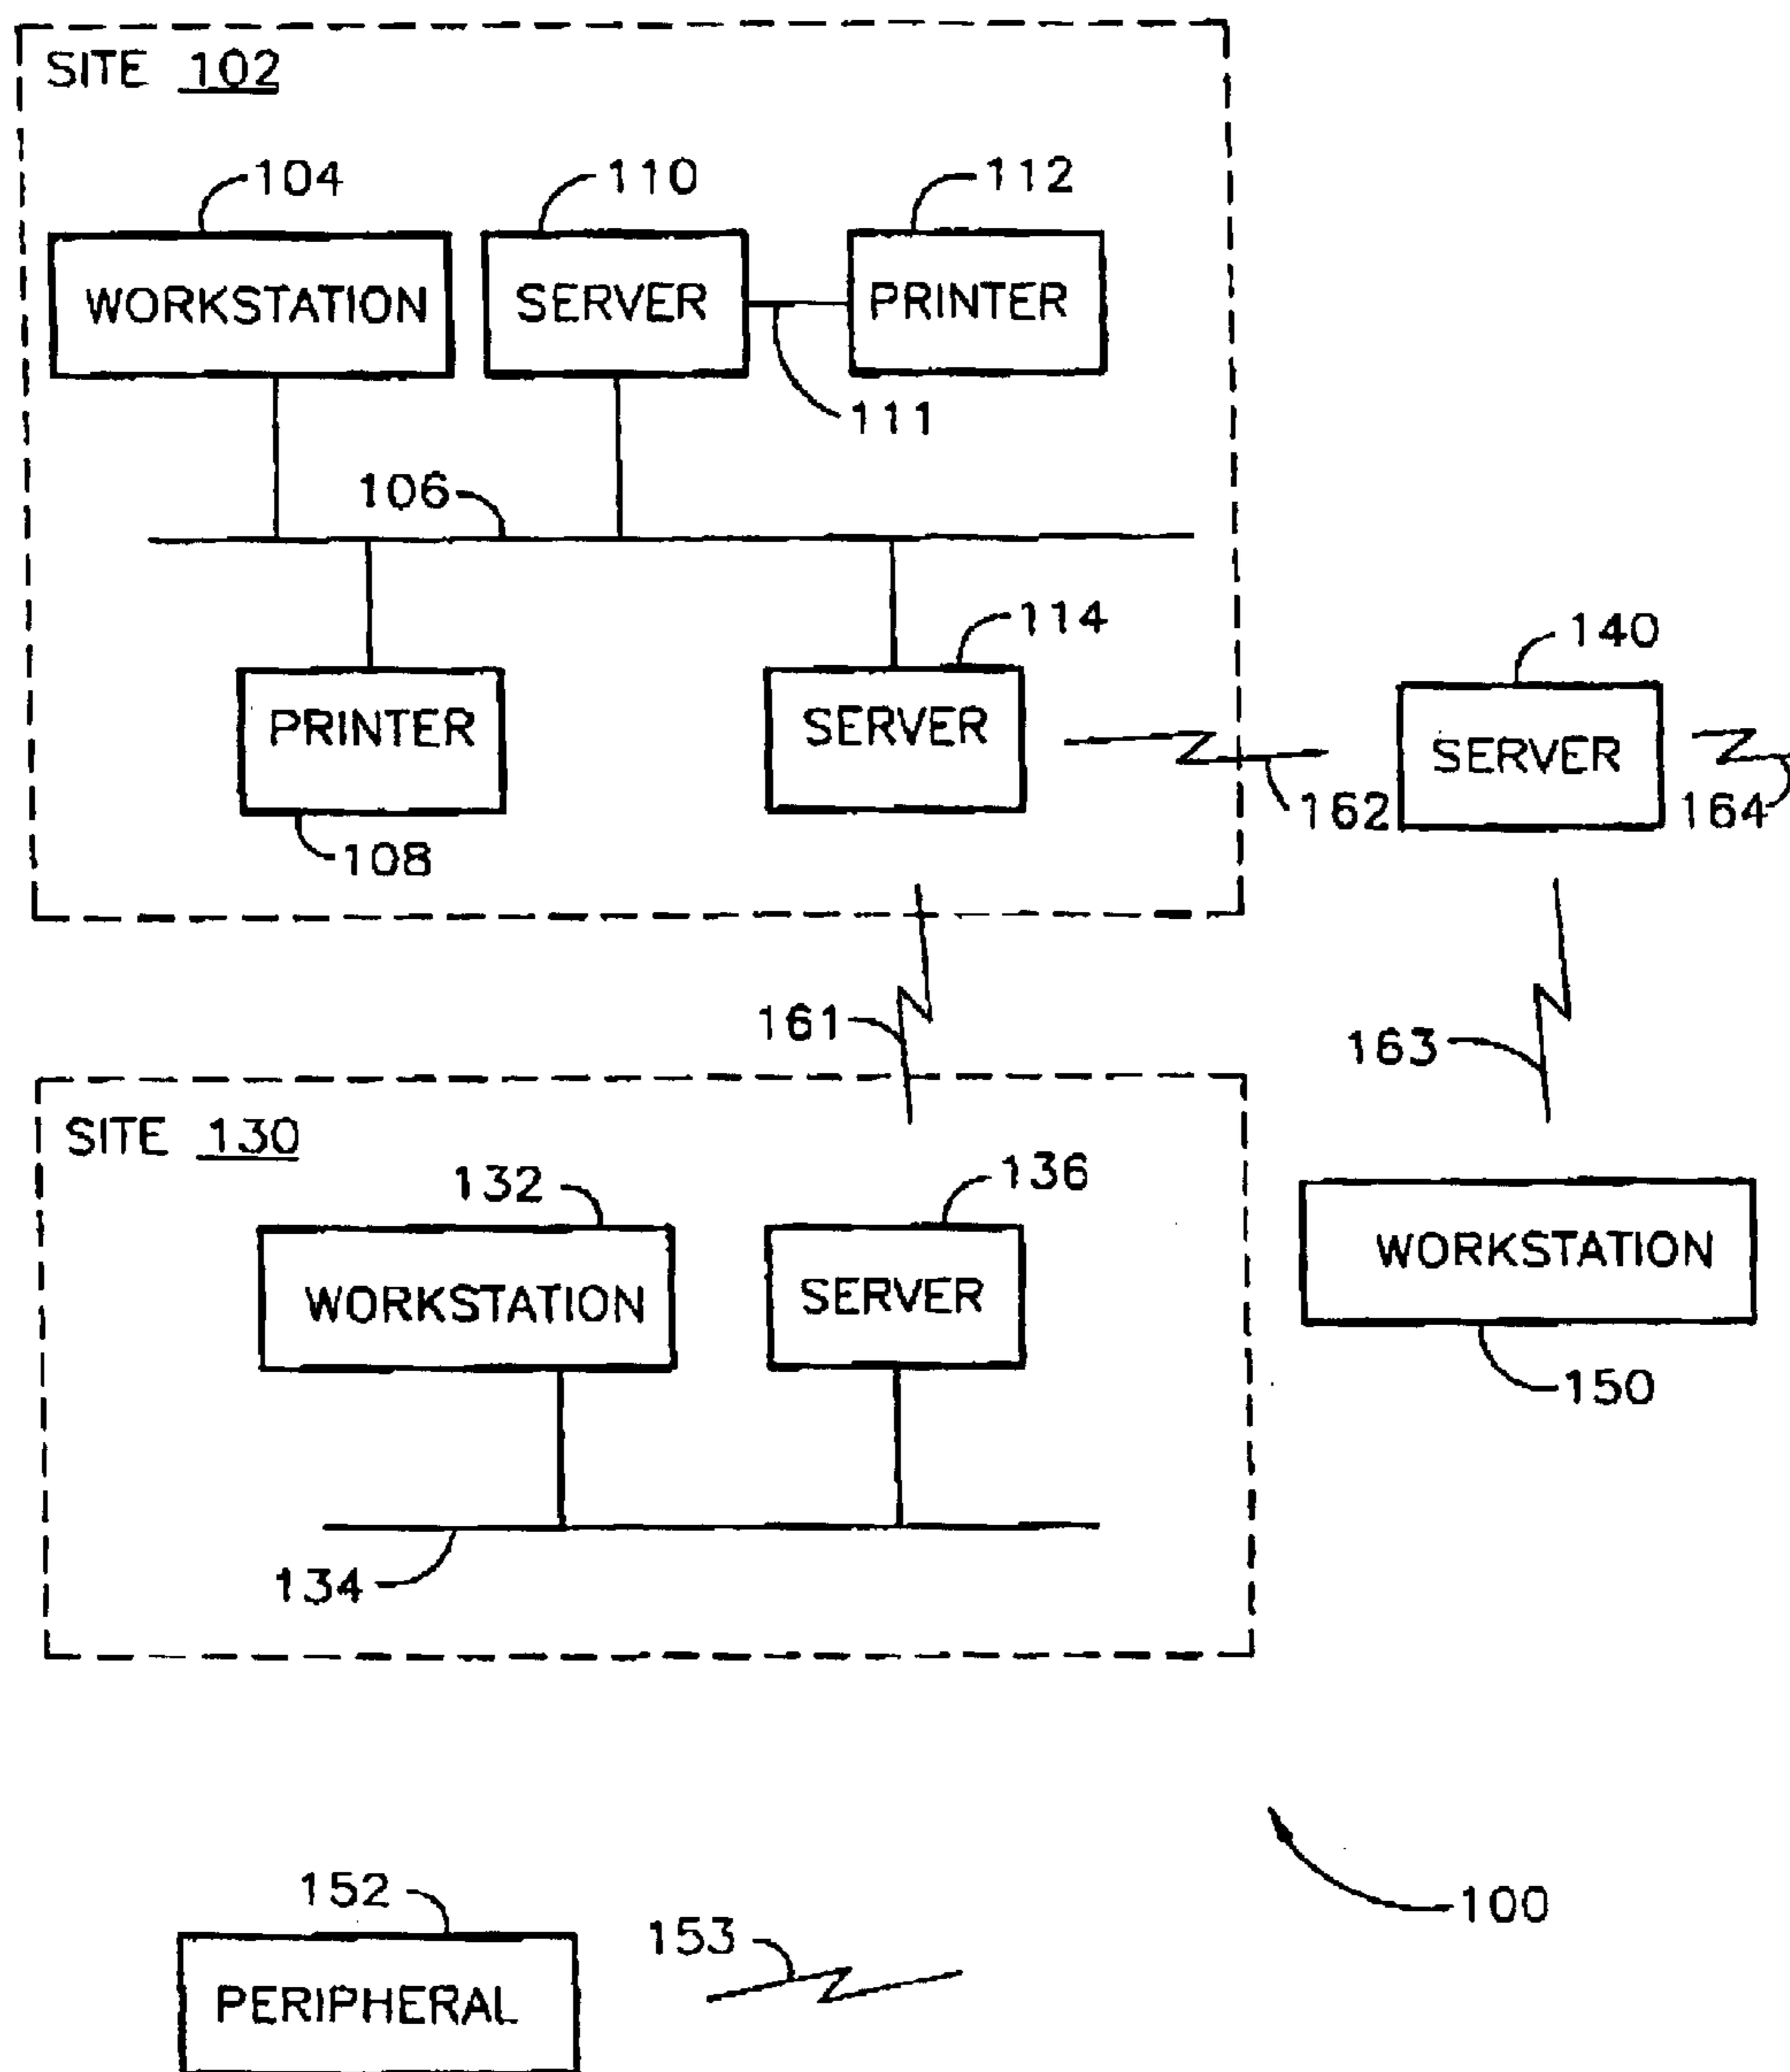 SITE 102
104
110
112
WORKSTATION
SERVER
PRINTER
111
106
114
140
PRINTER
SERVER
SERVER
162
164
108
161
163
SITE 130
132
136
WORKSTATION
SERVER
WORKSTATION
150
134
152
153
100
PERIPHERAL